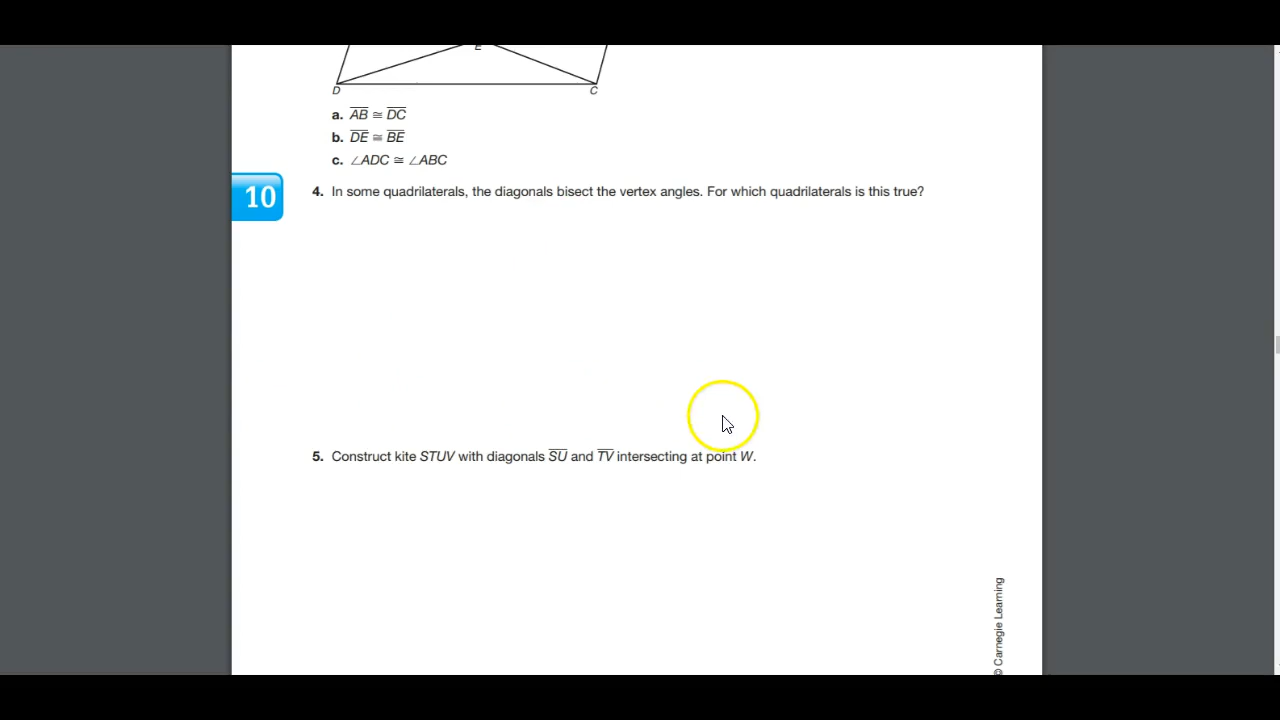 E
D
C
a. AB ≅ DC
b. DE ≅ BE
c. ∠ADC ≅ ∠ABC
10
4. In some quadrilaterals, the diagonals bisect the vertex angles. For which quadrilaterals is this true?
5. Construct kite STUV with diagonals SU and TV intersecting at point W.
© Carnegie Learning